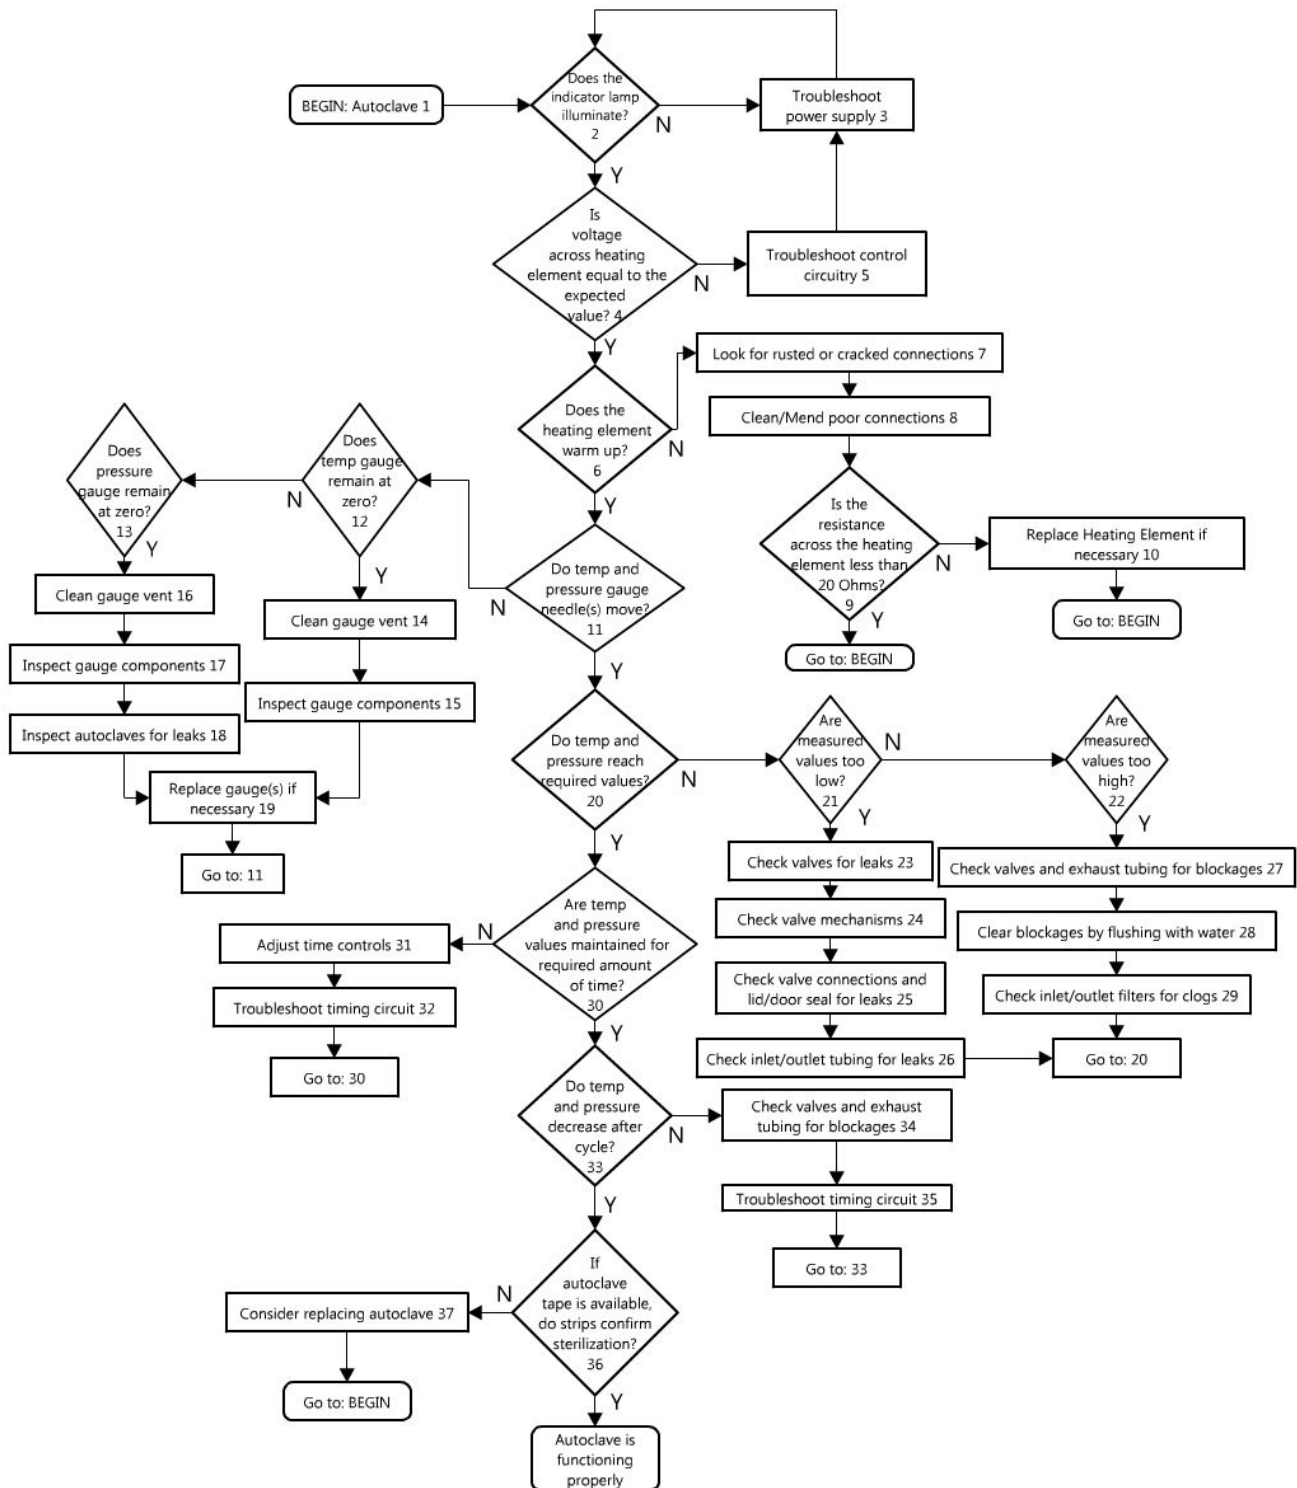 BEGIN: Autoclave 1
Does the
indicator lamp
illuminate?
2
N
Y
Troubleshoot
power supply 3
Is
voltage
across heating
element equal to the
expected
value? 4
N
Y
Troubleshoot control
circuitry 5
Does the
heating element
warm up?
6
N
Y
Look for rusted or cracked connections 7
Clean/Mend poor connections 8
Is the
resistance
across the heating
element less than
20 Ohms?
9
N
Y
Replace Heating Element if
necessary 10
Go to: BEGIN
Go to: BEGIN
Do temp and
pressure gauge
needle(s) move?
11
N
Y
Does
temp gauge
remain at
zero?
12
N
Y
Does
pressure
gauge remain
at zero?
13
Y
Clean gauge vent 14
Inspect gauge components 15
Clean gauge vent 16
Inspect gauge components 17
Inspect autoclaves for leaks 18
Replace gauge(s) if
necessary 19
Go to: 11
Do temp and
pressure reach
required values?
20
N
Y
Are
measured
values too
low?
21
N
Y
Are
measured
values too
high?
22
Y
Check valves for leaks 23
Check valve mechanisms 24
Check valve connections and
lid/door seal for leaks 25
Check inlet/outlet tubing for leaks 26
Check valves and exhaust tubing for blockages 27
Clear blockages by flushing with water 28
Check inlet/outlet filters for clogs 29
Go to: 20
Are temp
and pressure
values maintained for
required amount
of time?
30
N
Y
Adjust time controls 31
Troubleshoot timing circuit 32
Go to: 30
Do temp
and pressure
decrease after
cycle?
33
N
Y
Check valves and exhaust
tubing for blockages 34
Troubleshoot timing circuit 35
Go to: 33
If
autoclave
tape is available,
do strips confirm
sterilization?
36
N
Y
Consider replacing autoclave 37
Go to: BEGIN
Autoclave is
functioning
properly